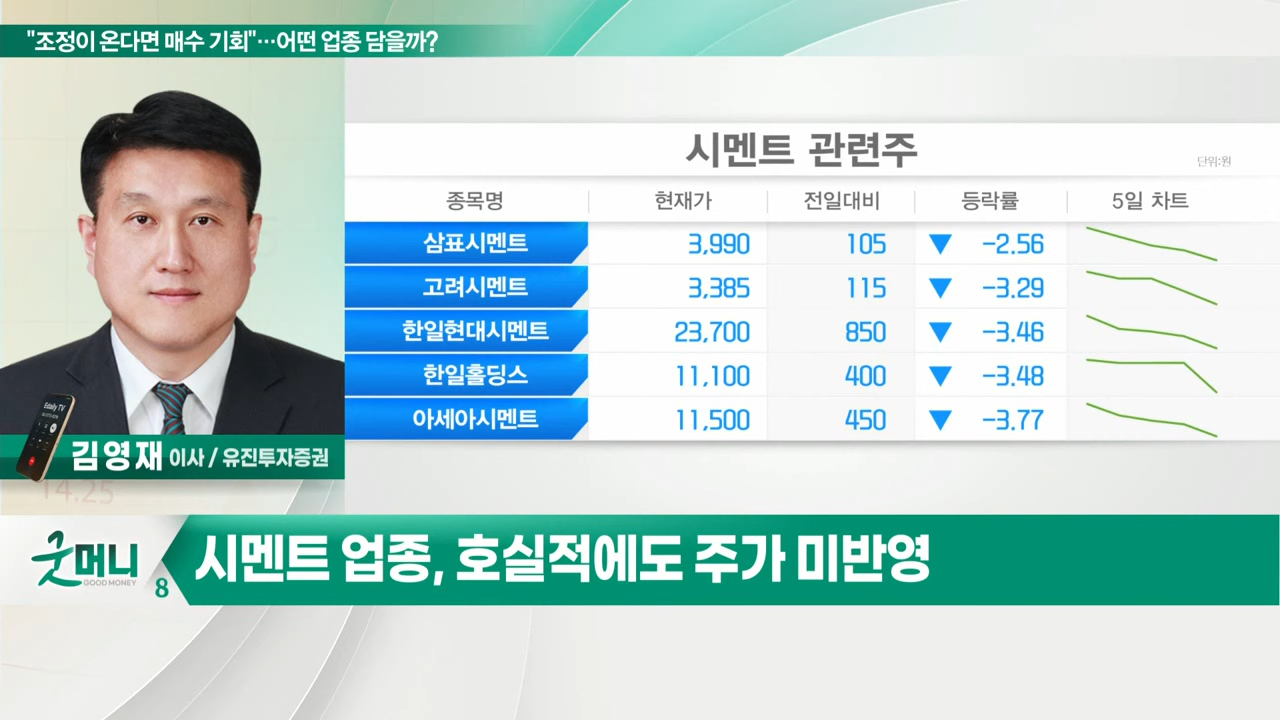 "조정이 온다면 매수 기회"…어떤 업종 담을까?
시멘트 관련주
단위:원
종목명 현재가 전일대비 등락률 5일 차트
삼표시멘트 3,990 105 ▼ -2.56
고려시멘트 3,385 115 ▼ -3.29
한일현대시멘트 23,700 850 ▼ -3.46
한일홀딩스 11,100 400 ▼ -3.48
아세아시멘트 11,500 450 ▼ -3.77
Edaily TV
김영재 이사 / 유진투자증권
14.25
굿머니
GOOD MONEY
8
시멘트 업종, 호실적에도 주가 미반영